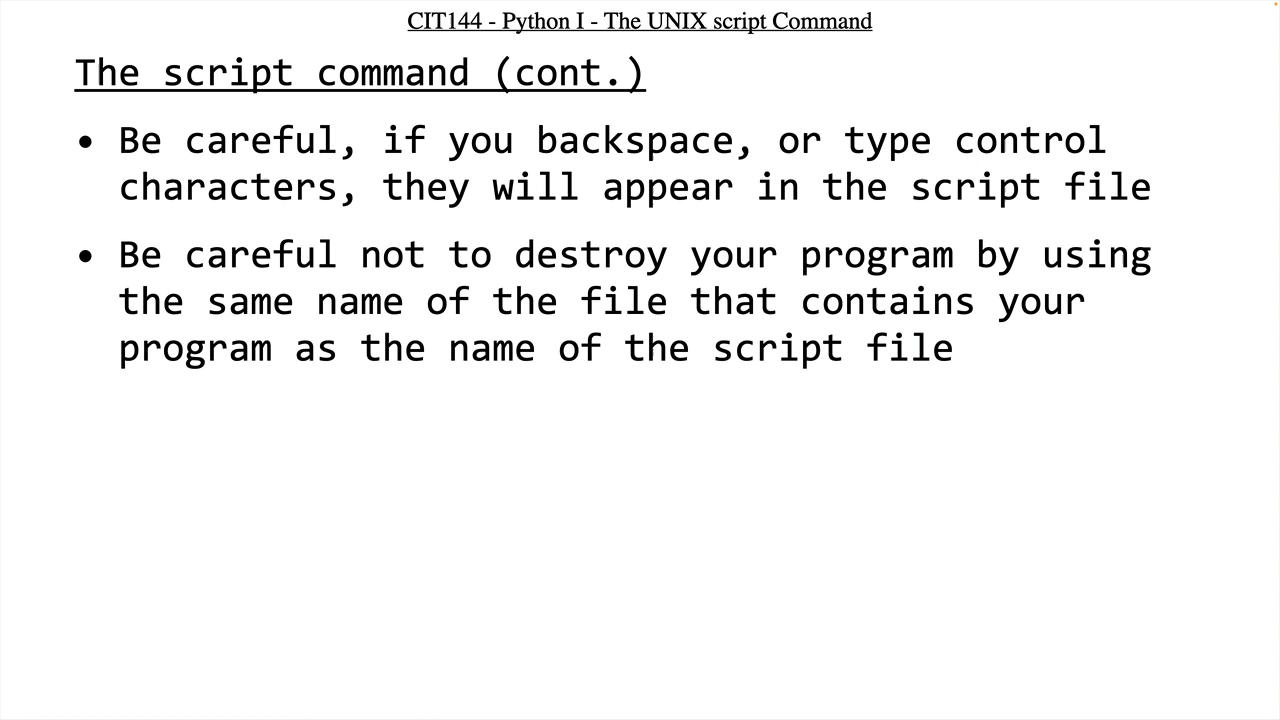 CIT144 - Python I - The UNIX script Command
The script command (cont.)
• Be careful, if you backspace, or type control
characters, they will appear in the script file
• Be careful not to destroy your program by using
the same name of the file that contains your
program as the name of the script file